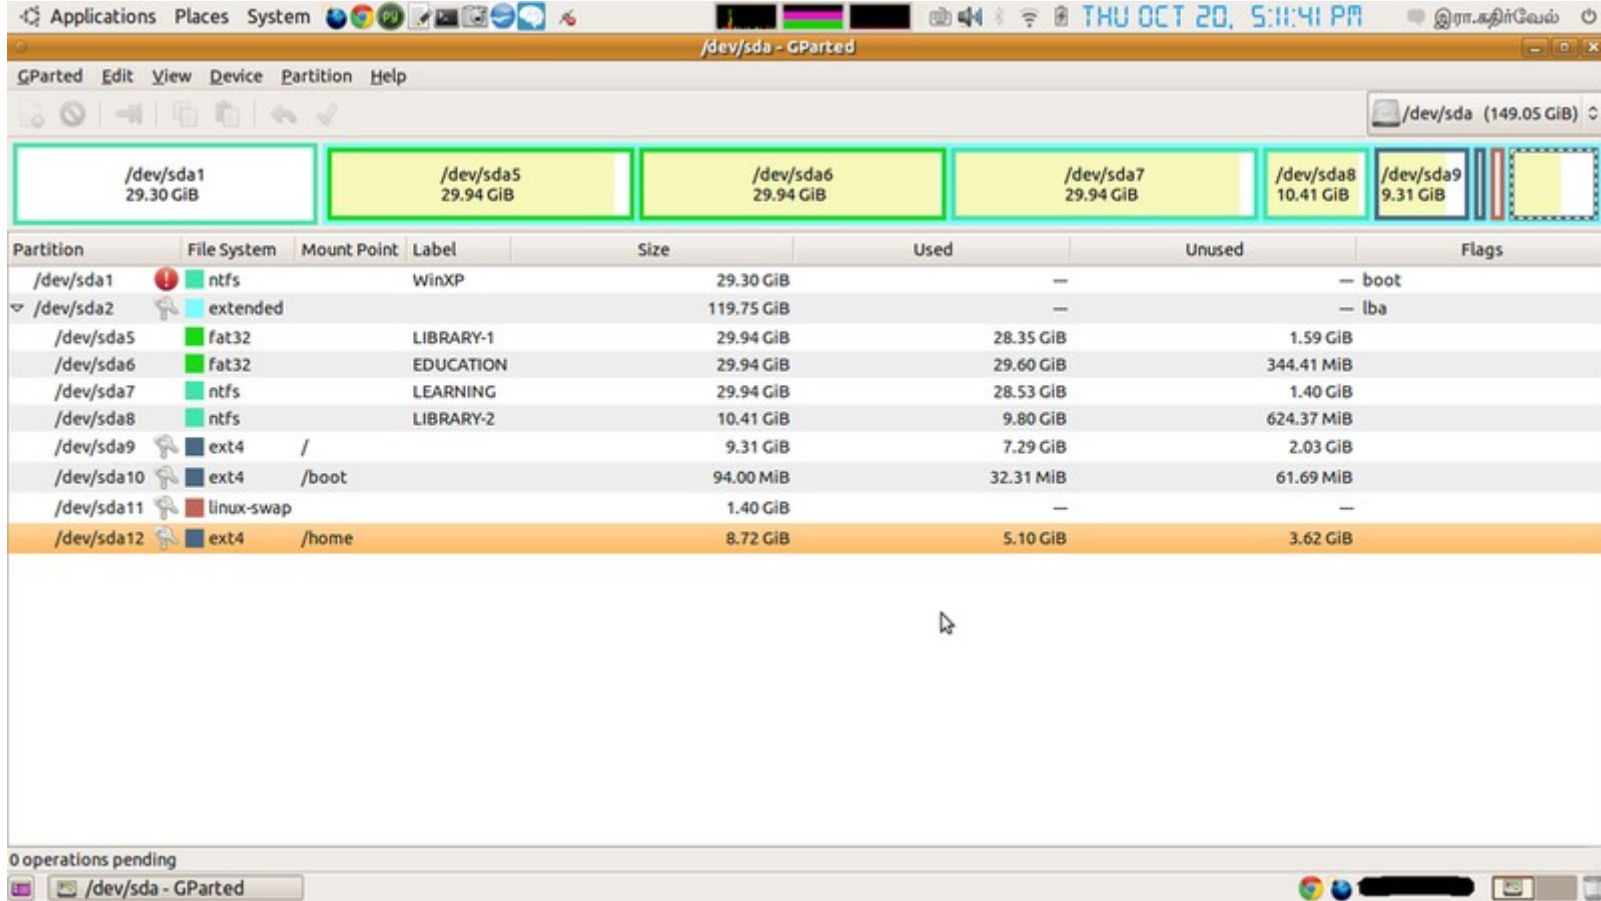 Applications Places System THU OCT 20, 5:11:41 PM இரா.கதிர்வேல்
/dev/sda - GParted
GParted Edit View Device Partition Help
/dev/sda (149.05 GiB)
/dev/sda1 /dev/sda5 /dev/sda6 /dev/sda7 /dev/sda8 /dev/sda9
29.30 GiB 29.94 GiB 29.94 GiB 29.94 GiB 10.41 GiB 9.31 GiB
Partition File System Mount Point Label Size Used Unused Flags
/dev/sda1 ntfs WinXP 29.30 GiB — — boot
/dev/sda2 extended 119.75 GiB — — lba
/dev/sda5 fat32 LIBRARY-1 29.94 GiB 28.35 GiB 1.59 GiB
/dev/sda6 fat32 EDUCATION 29.94 GiB 29.60 GiB 344.41 MiB
/dev/sda7 ntfs LEARNING 29.94 GiB 28.53 GiB 1.40 GiB
/dev/sda8 ntfs LIBRARY-2 10.41 GiB 9.80 GiB 624.37 MiB
/dev/sda9 ext4 / 9.31 GiB 7.29 GiB 2.03 GiB
/dev/sda10 ext4 /boot 94.00 MiB 32.31 MiB 61.69 MiB
/dev/sda11 linux-swap 1.40 GiB — —
/dev/sda12 ext4 /home 8.72 GiB 5.10 GiB 3.62 GiB
0 operations pending
/dev/sda - GParted